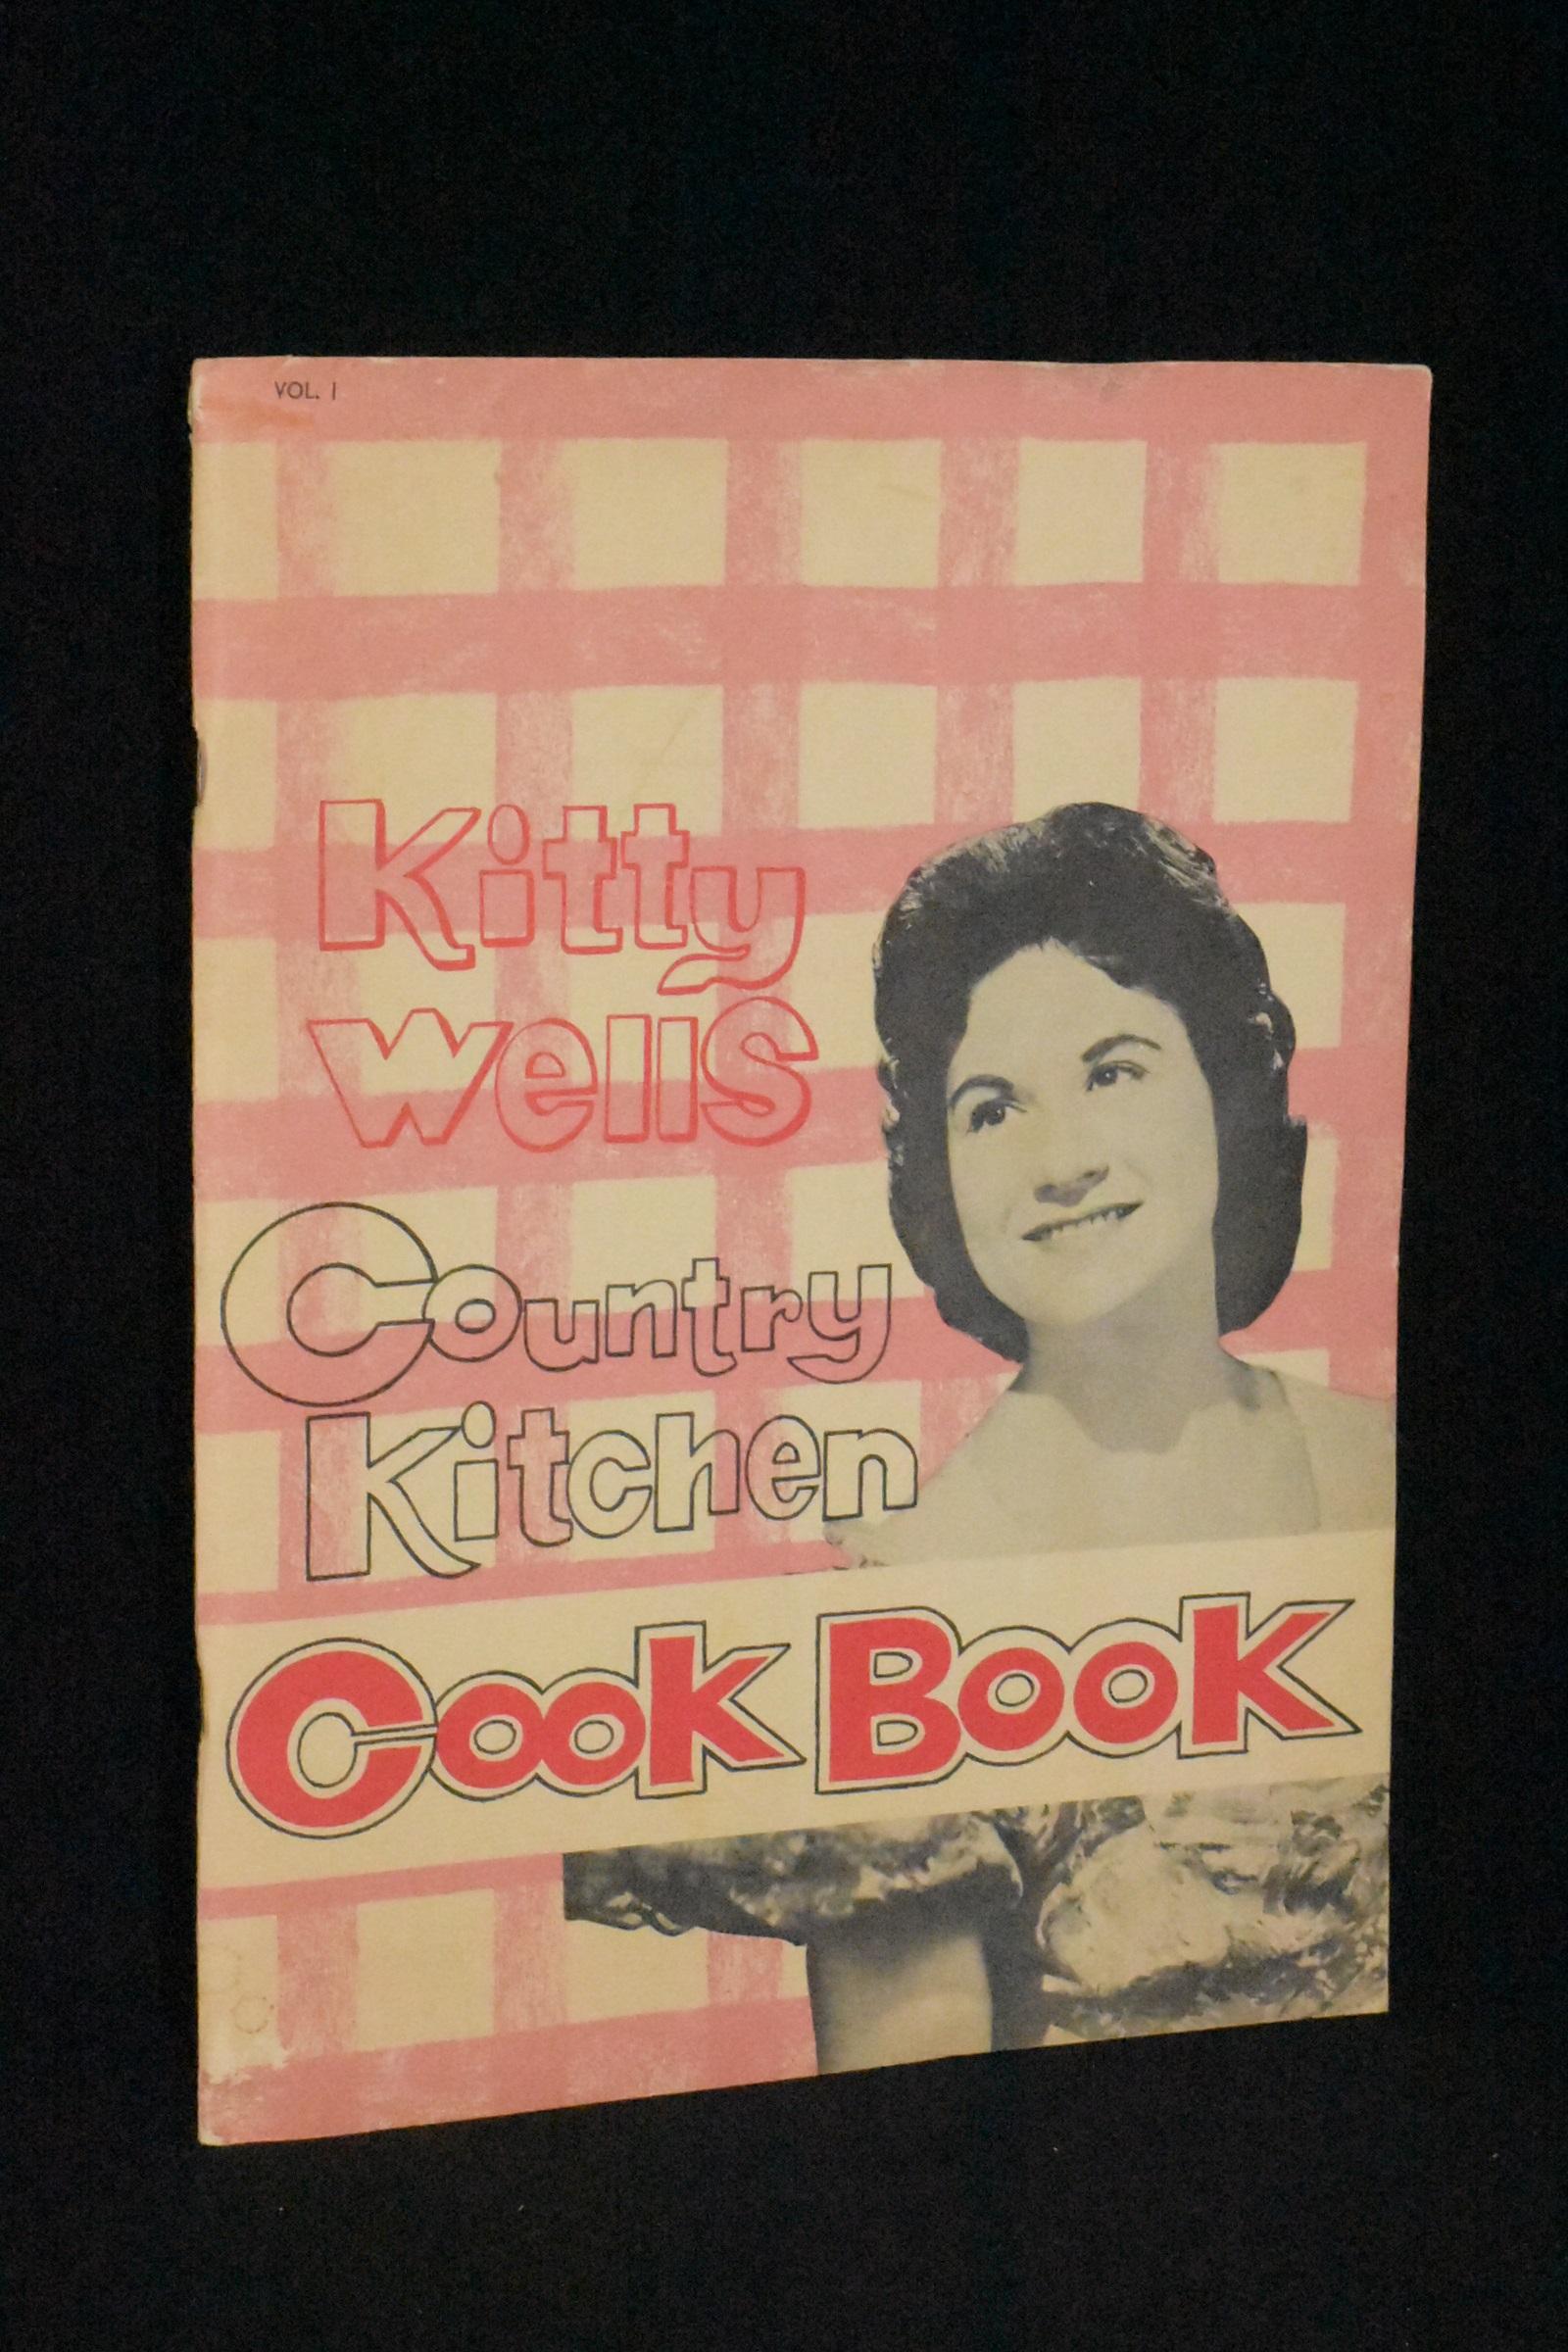 VOL. I
Kitty
Wells
Country
Kitchen
Cook Book